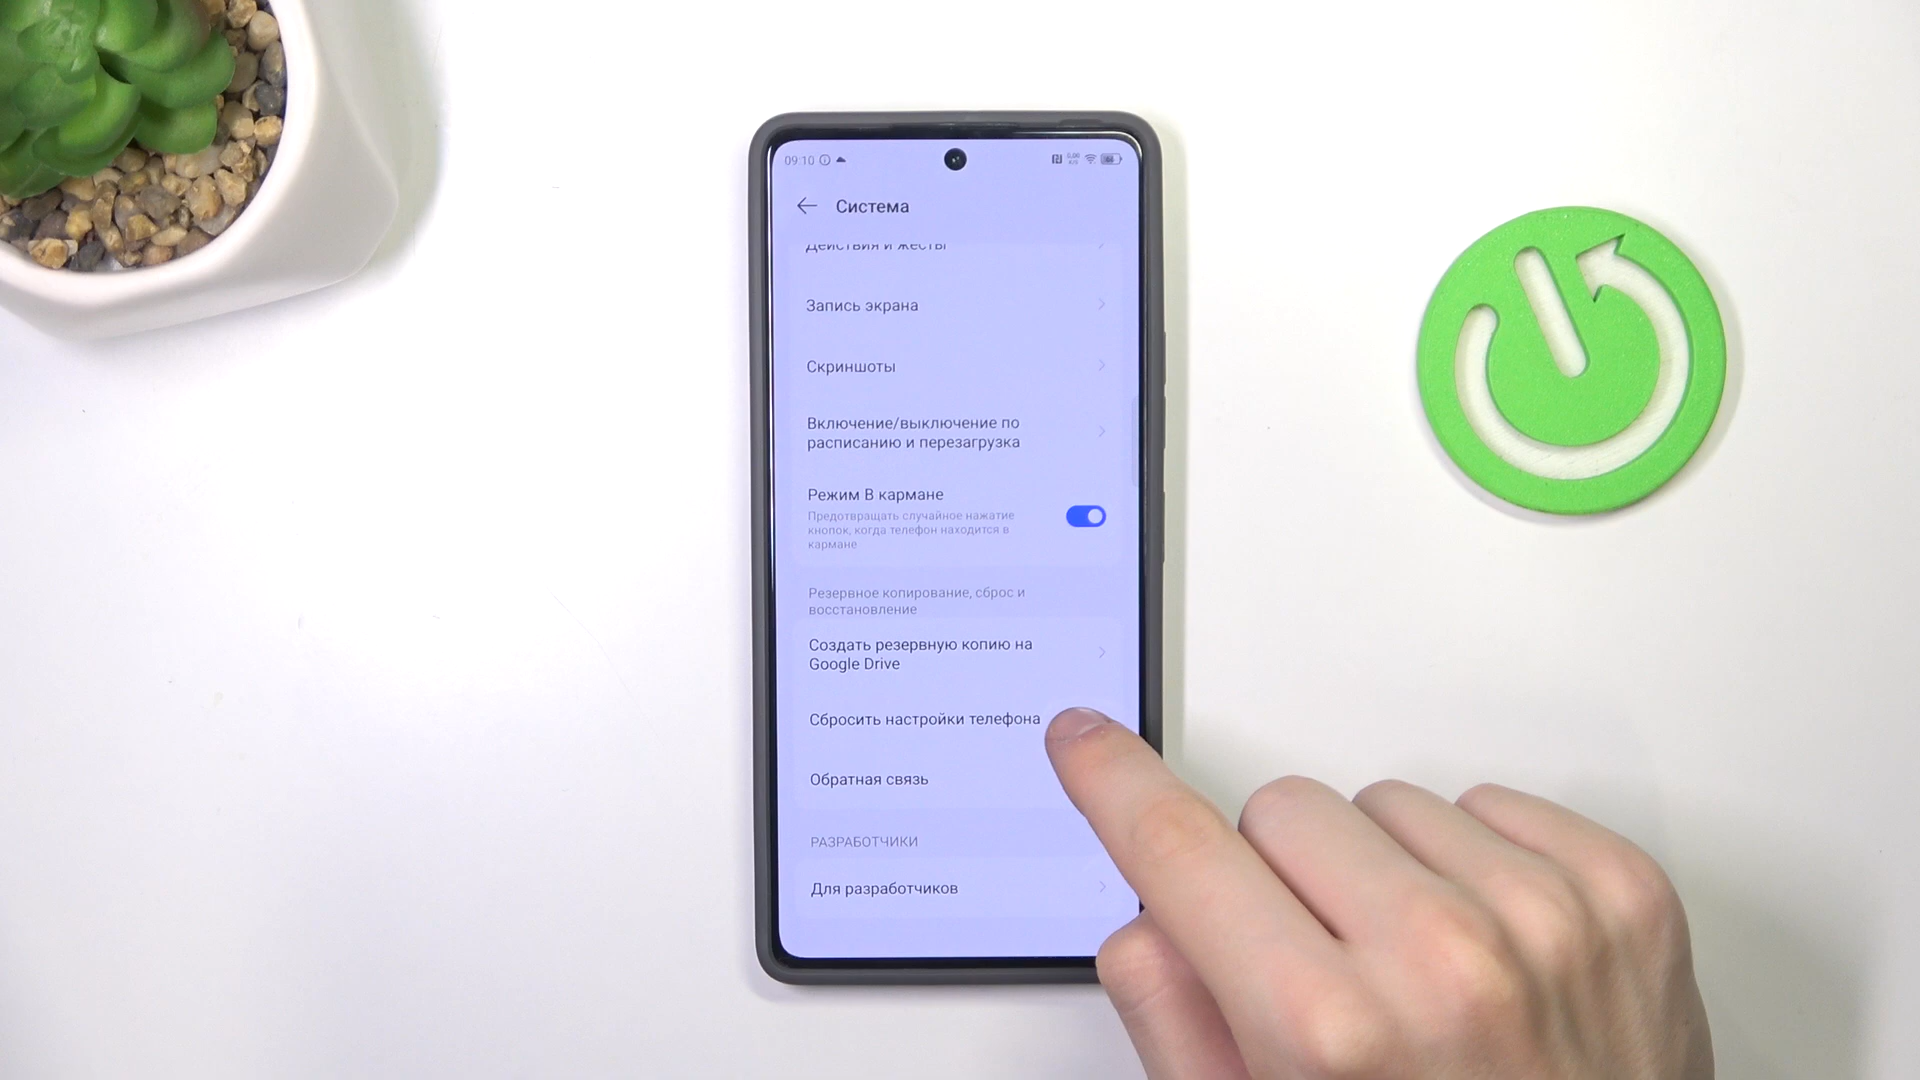 09:10
Система
Действия и жесты
Запись экрана
Скриншоты
Включение/выключение по
расписанию и перезагрузка
Режим В кармане
Предотвращать случайное нажатие
кнопок, когда телефон находится в
кармане
Резервное копирование, сброс и
восстановление
Создать резервную копию на
Google Drive
Сбросить настройки телефона
Обратная связь
РАЗРАБОТЧИКИ
Для разработчиков